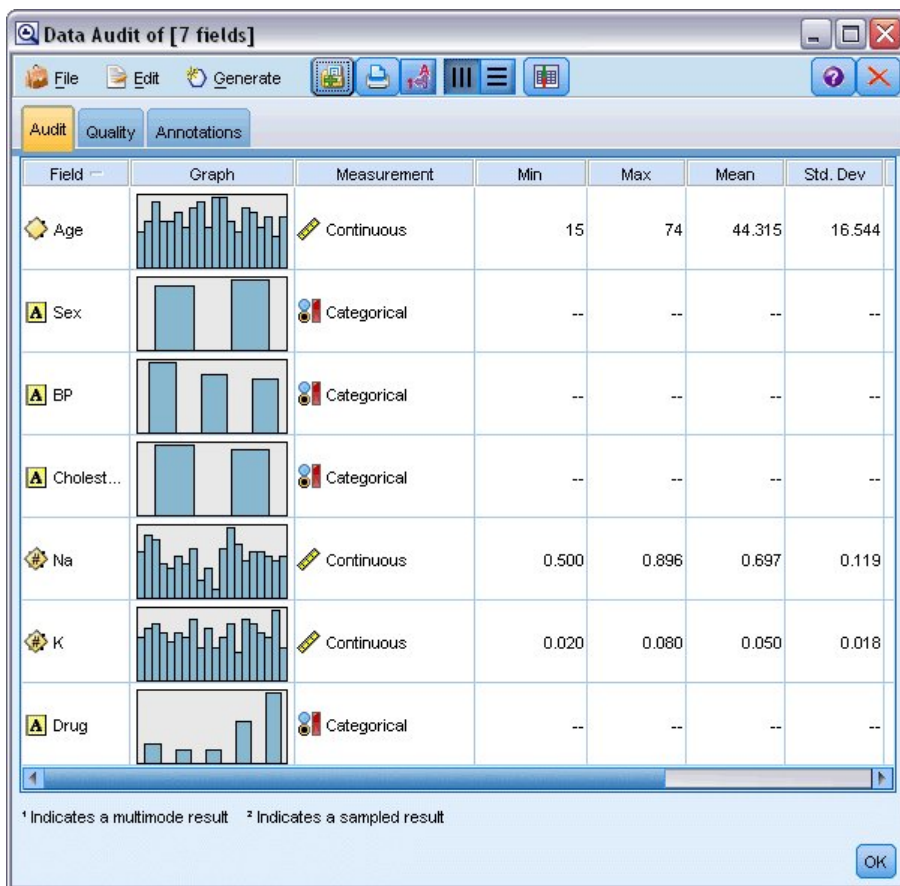 Data Audit of [7 fields]
File Edit Generate
Audit Quality Annotations
Field Graph Measurement Min Max Mean Std. Dev
Age Continuous 15 74 44.315 16.544
A Sex Categorical -- -- -- --
A BP Categorical -- -- -- --
A Cholest... Categorical -- -- -- --
# Na Continuous 0.500 0.896 0.697 0.119
# K Continuous 0.020 0.080 0.050 0.018
A Drug Categorical -- -- -- --
¹ Indicates a multimode result ² Indicates a sampled result
OK